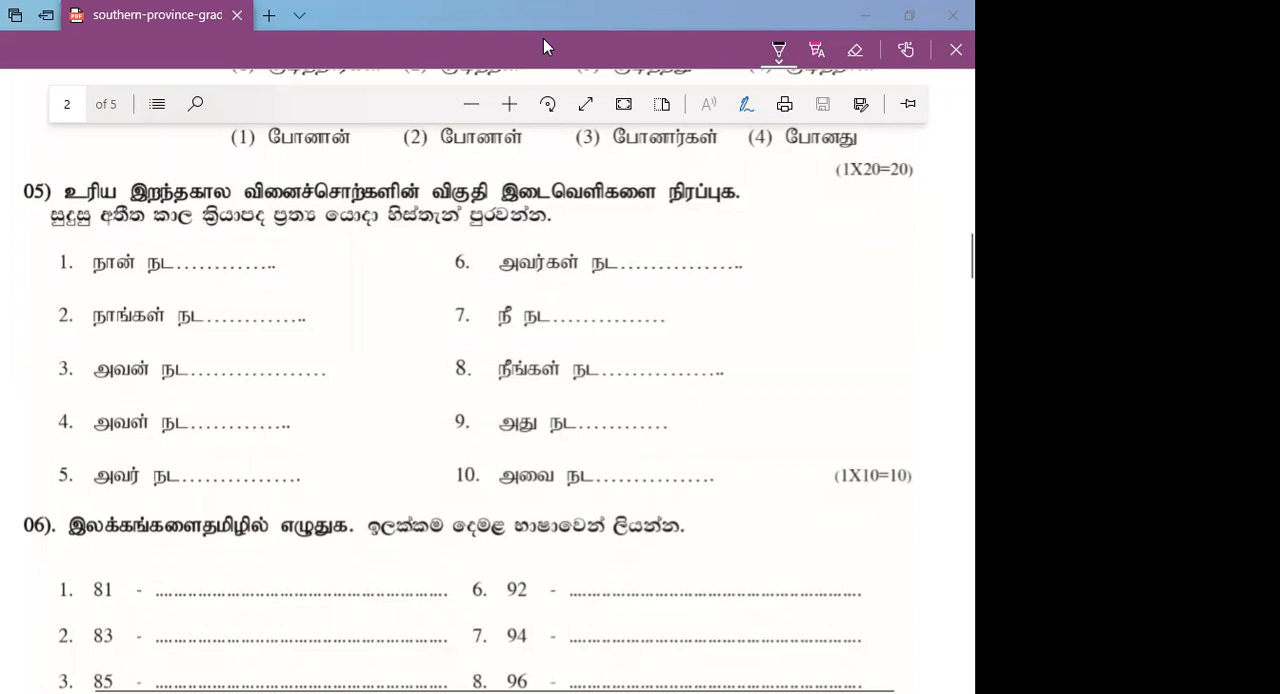 southern-province-grad
2 of 5
(1) போணான் (2) போணாள் (3) போணார்கள் (4) போனது
(1X20=20)
05) உரிய இறந்தகால வினைச்சொற்களின் விகுதி இடைவெளிகளை நிரப்புக.
සුදුසු අතීත කාල ක්‍රියාපද ප්‍රත්‍ය යොදා හිස්තැන් පුරවන්න.
1. நான் நட............. 6. அவர்கள் நட................
2. நாங்கள் நட............. 7. நீ நட...............
3. அவன் நட.................. 8. நீங்கள் நட................
4. அவள் நட............. 9. அது நட............
5. அவர் நட................ 10. அவை நட................ (1X10=10)
06). இலக்கங்களைதமிழில் எழுதுக. ඉලක්කම දෙමළ භාෂාවෙන් ලියන්න.
1. 81 - ...................................................... 6. 92 - ......................................................
2. 83 - ...................................................... 7. 94 - ......................................................
3. 85 - ...................................................... 8. 96 - ......................................................